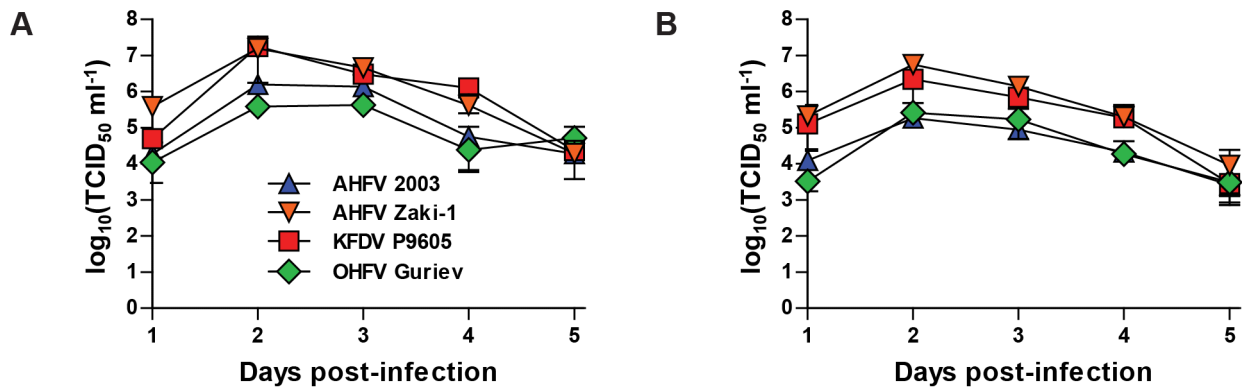 A
log10(TCID50 ml-1)
8
7
6
5
4
3
2
1
0
AHFV 2003
AHFV Zaki-1
KFDV P9605
OHFV Guriev
1 2 3 4 5
Days post-infection
B
log10(TCID50 ml-1)
8
7
6
5
4
3
2
1
0
1 2 3 4 5
Days post-infection